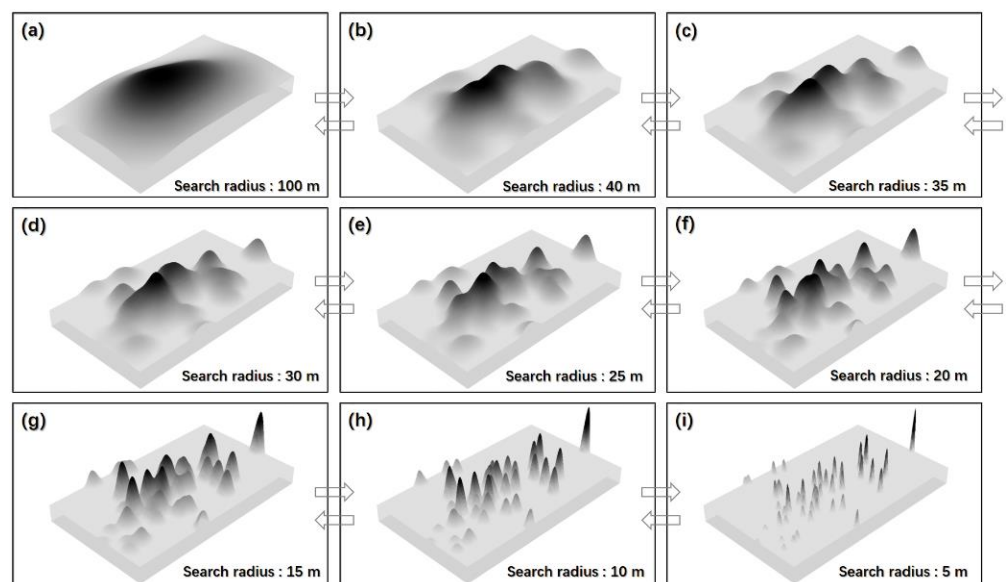 (a)
Search radius : 100 m
(b)
Search radius : 40 m
(c)
Search radius : 35 m
(d)
Search radius : 30 m
(e)
Search radius : 25 m
(f)
Search radius : 20 m
(g)
Search radius : 15 m
(h)
Search radius : 10 m
(i)
Search radius : 5 m